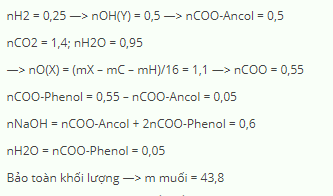 nH2 = 0,25 —> nOH(Y) = 0,5 —> nCOO-Ancol = 0,5
nCO2 = 1,4; nH2O = 0,95
—> nO(X) = (mX – mC – mH)/16 = 1,1 —> nCOO = 0,55
nCOO-Phenol = 0,55 – nCOO-Ancol = 0,05
nNaOH = nCOO-Ancol + 2nCOO-Phenol = 0,6
nH2O = nCOO-Phenol = 0,05
Bảo toàn khối lượng —> m muối = 43,8